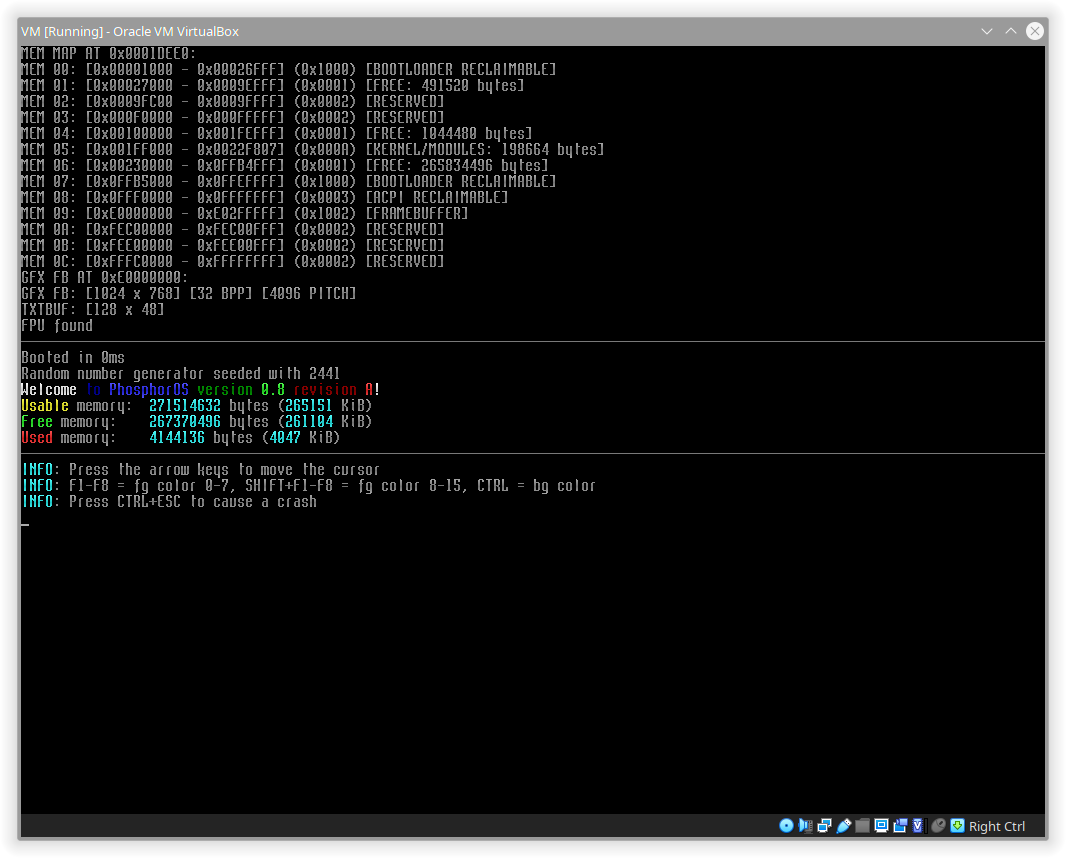 VM [Running] - Oracle VM VirtualBox
MEM MAP AT 0x0001DEE0:
MEM 00: [0x00001000 - 0x00026FFF] (0x1000) [BOOTLOADER RECLAIMABLE]
MEM 01: [0x00027000 - 0x0009EFFF] (0x0001) [FREE: 491520 bytes]
MEM 02: [0x0009FC00 - 0x0009FFFF] (0x0002) [RESERVED]
MEM 03: [0x000F0000 - 0x000FFFFF] (0x0002) [RESERVED]
MEM 04: [0x00100000 - 0x001FEFFF] (0x0001) [FREE: 1044480 bytes]
MEM 05: [0x001FF000 - 0x0022F807] (0x000A) [KERNEL/MODULES: 198664 bytes]
MEM 06: [0x00230000 - 0x0FFB4FFF] (0x0001) [FREE: 265834496 bytes]
MEM 07: [0x0FFB5000 - 0x0FFEFFFF] (0x1000) [BOOTLOADER RECLAIMABLE]
MEM 08: [0x0FFF0000 - 0x0FFFFFFF] (0x0003) [ACPI RECLAIMABLE]
MEM 09: [0xE0000000 - 0xE02FFFFF] (0x1002) [FRAMEBUFFER]
MEM 0A: [0xFEC00000 - 0xFEC00FFF] (0x0002) [RESERVED]
MEM 0B: [0xFEE00000 - 0xFEE00FFF] (0x0002) [RESERVED]
MEM 0C: [0xFFFC0000 - 0xFFFFFFFF] (0x0002) [RESERVED]
GFX FB AT 0xE0000000:
GFX FB: [1024 x 768] [32 BPP] [4096 PITCH]
TXTBUF: [128 x 48]
FPU found
Booted in 0ms
Random number generator seeded with 2441
Welcome to PhosphorOS version 0.8 revision A!
Usable memory: 271514632 bytes (265151 KiB)
Free memory: 267370496 bytes (261104 KiB)
Used memory: 4144136 bytes (4047 KiB)
INFO: Press the arrow keys to move the cursor
INFO: F1-F8 = fg color 0-7, SHIFT+F1-F8 = fg color 8-15, CTRL = bg color
INFO: Press CTRL+ESC to cause a crash
Right Ctrl